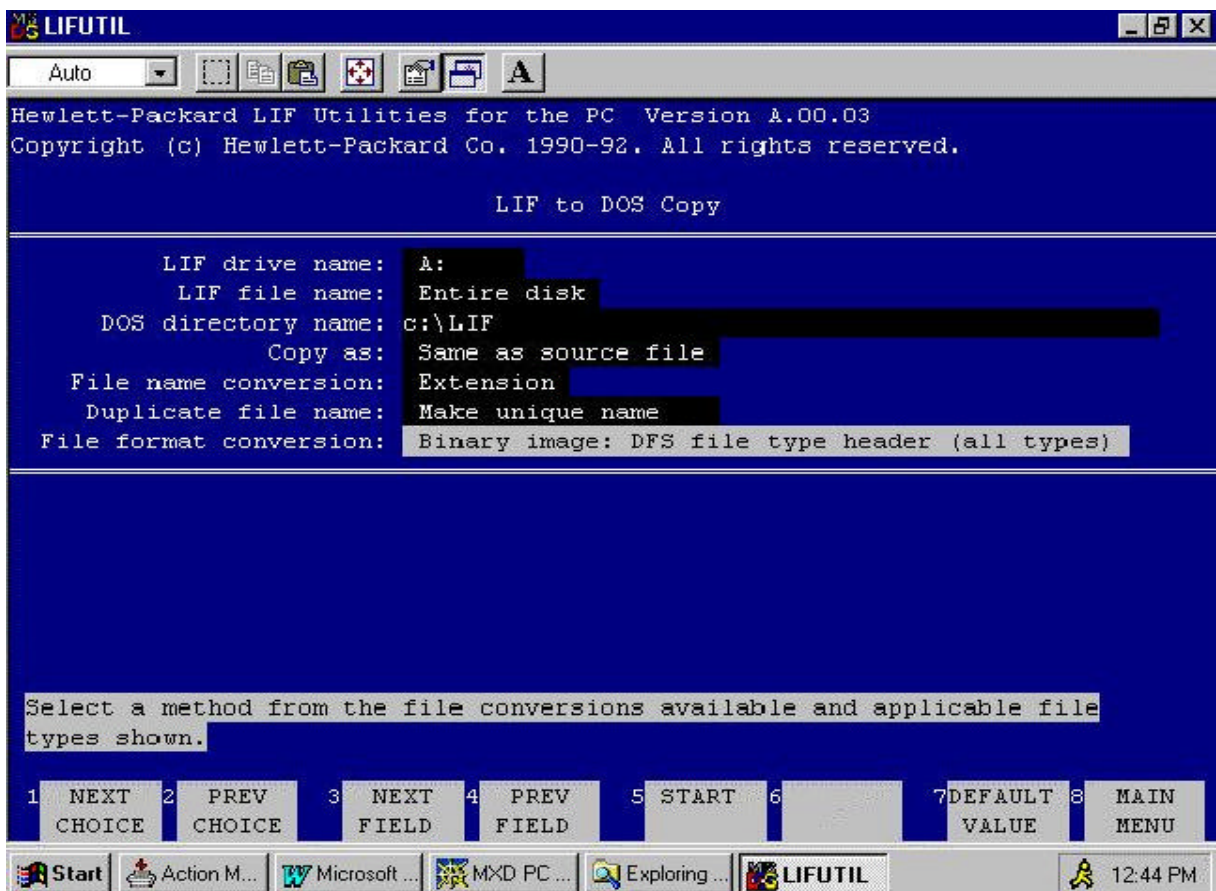 LIFUTIL
Auto
A
Hewlett-Packard LIF Utilities for the PC Version A.00.03
Copyright (c) Hewlett-Packard Co. 1990-92. All rights reserved.
LIF to DOS Copy
LIF drive name: A:
LIF file name: Entire disk
DOS directory name: c:\LIF
Copy as: Same as source file
File name conversion: Extension
Duplicate file name: Make unique name
File format conversion: Binary image: DFS file type header (all types)
Select a method from the file conversions available and applicable file
types shown.
1 NEXT CHOICE 2 PREV CHOICE 3 NEXT FIELD 4 PREV FIELD 5 START 6 7 DEFAULT VALUE 8 MAIN MENU
Start Action M... Microsoft ... MXD PC ... Exploring ... LIFUTIL 12:44 PM